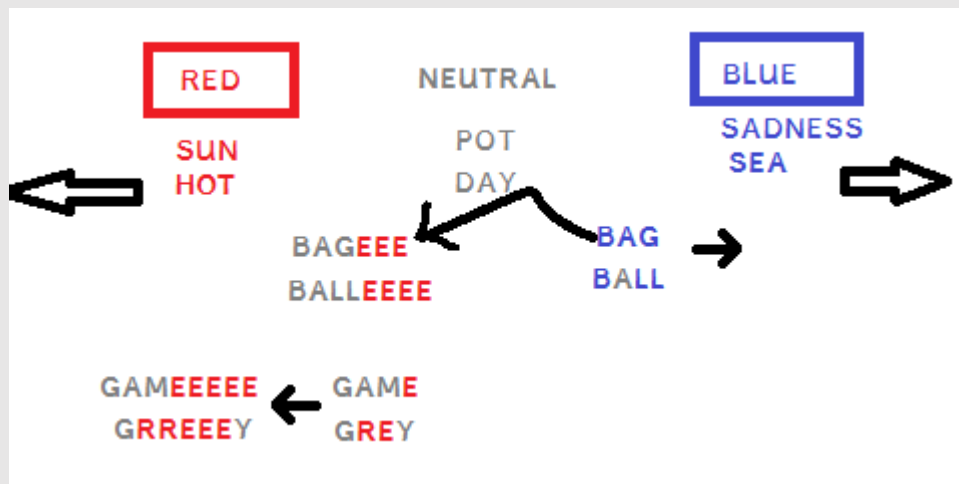 RED
NEUTRAL
BLUE
SUN
HOT
POT
DAY
SADNESS
SEA
BAGEEE
BALLEEEE
BAG
BALL
GAMEEEEE
GRREEEY
GAME
GREY